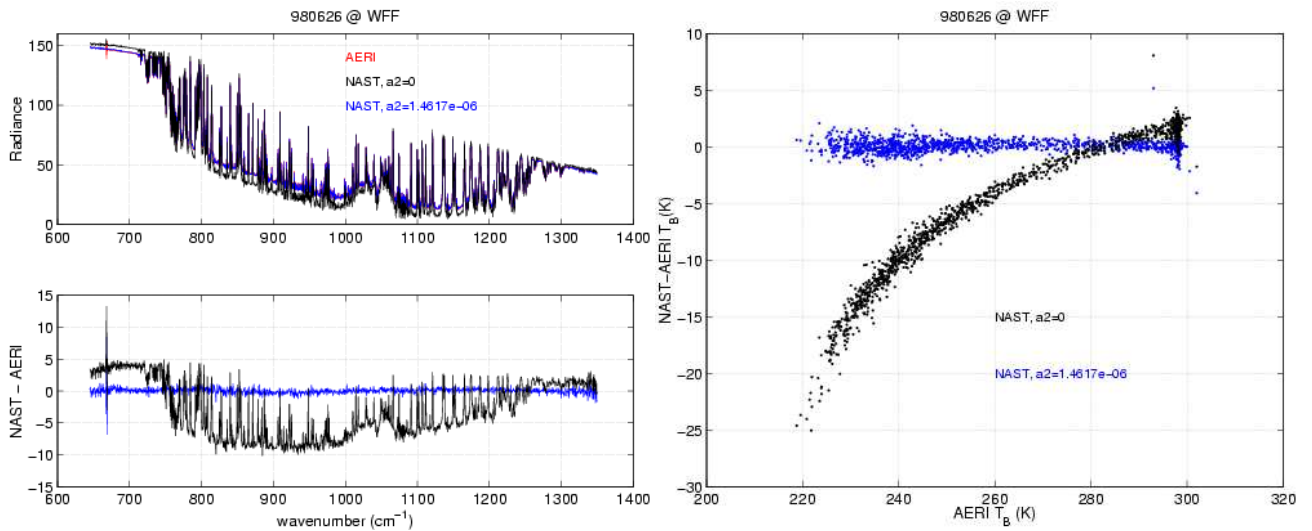 980626 @ WFF
Radiance
150
100
50
0
600 700 800 900 1000 1100 1200 1300 1400
AERI
NAST, a2=0
NAST, a2=1.4617e-06
NAST - AERI
15
10
5
0
-5
-10
-15
600 700 800 900 1000 1100 1200 1300 1400
wavenumber (cm⁻¹)
980626 @ WFF
NAST-AERI T_B (K)
10
5
0
-5
-10
-15
-20
-25
-30
NAST, a2=0
NAST, a2=1.4617e-06
200 220 240 260 280 300 320
AERI T_B (K)